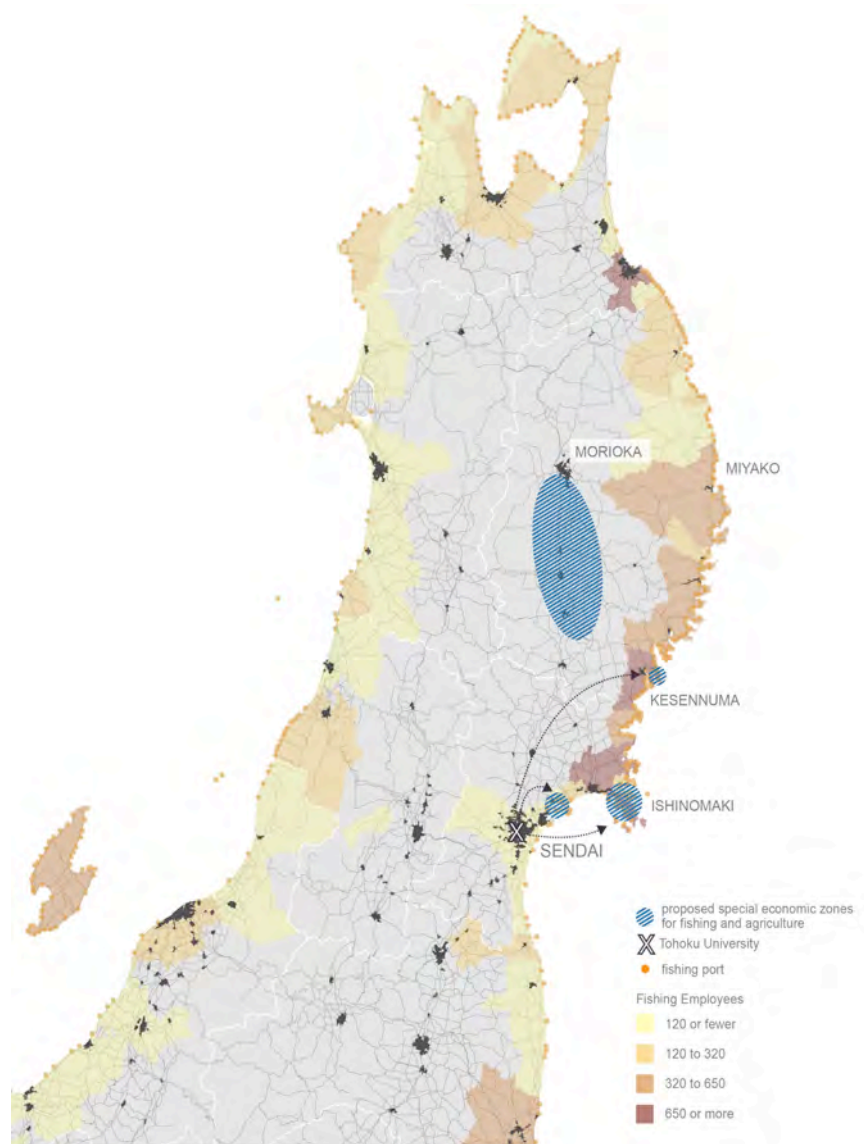 MORIOKA
MIYAKO
KESENNUMA
ISHINOMAKI
SENDAI
proposed special economic zones
for fishing and agriculture
Tohoku University
fishing port
Fishing Employees
120 or fewer
120 to 320
320 to 650
650 or more